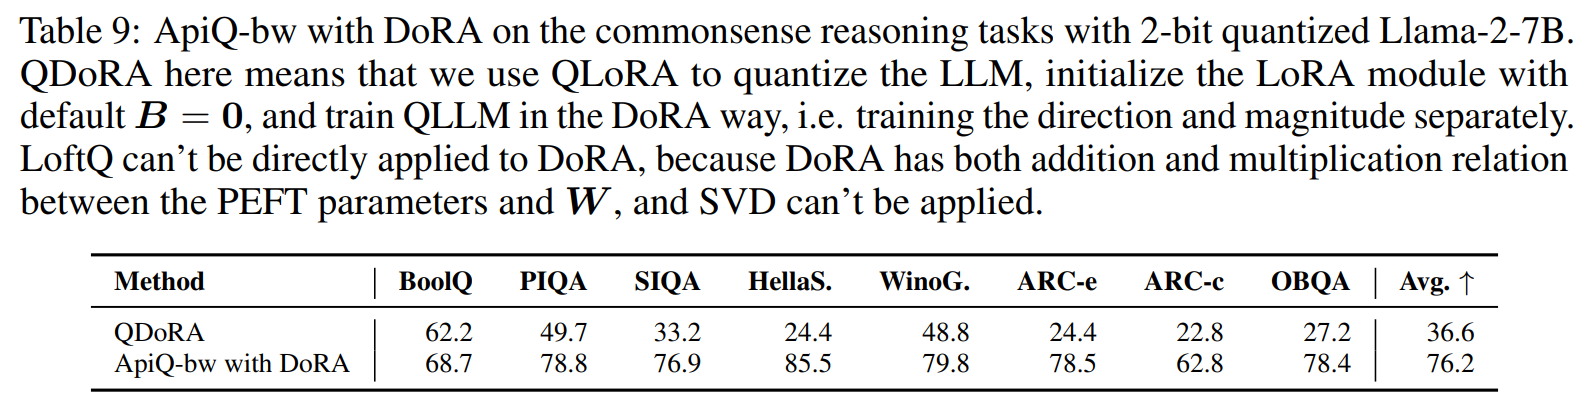 Table 9: ApiQ-bw with DoRA on the commonsense reasoning tasks with 2-bit quantized Llama-2-7B.
QDoRA here means that we use QLoRA to quantize the LLM, initialize the LoRA module with
default B = 0, and train QLLM in the DoRA way, i.e. training the direction and magnitude separately.
LoftQ can't be directly applied to DoRA, because DoRA has both addition and multiplication relation
between the PEFT parameters and W, and SVD can't be applied.
Method BoolQ PIQA SIQA HellaS. WinoG. ARC-e ARC-c OBQA Avg. ↑
QDoRA 62.2 49.7 33.2 24.4 48.8 24.4 22.8 27.2 36.6
ApiQ-bw with DoRA 68.7 78.8 76.9 85.5 79.8 78.5 62.8 78.4 76.2